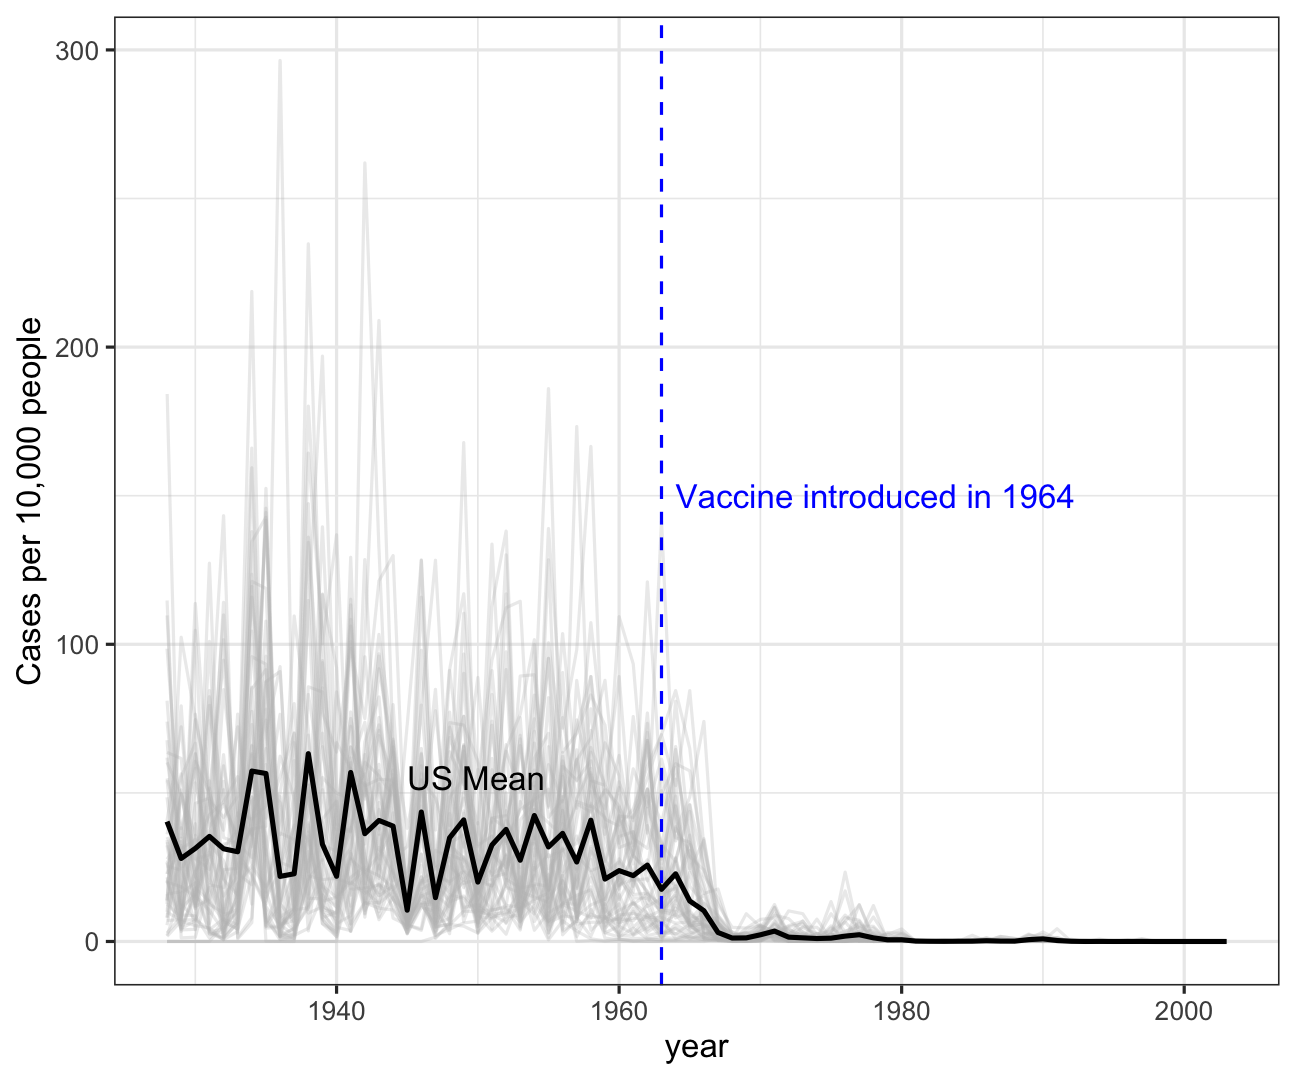 300
200
100
0
Cases per 10,000 people
Vaccine introduced in 1964
US Mean
1940
1960
1980
2000
year